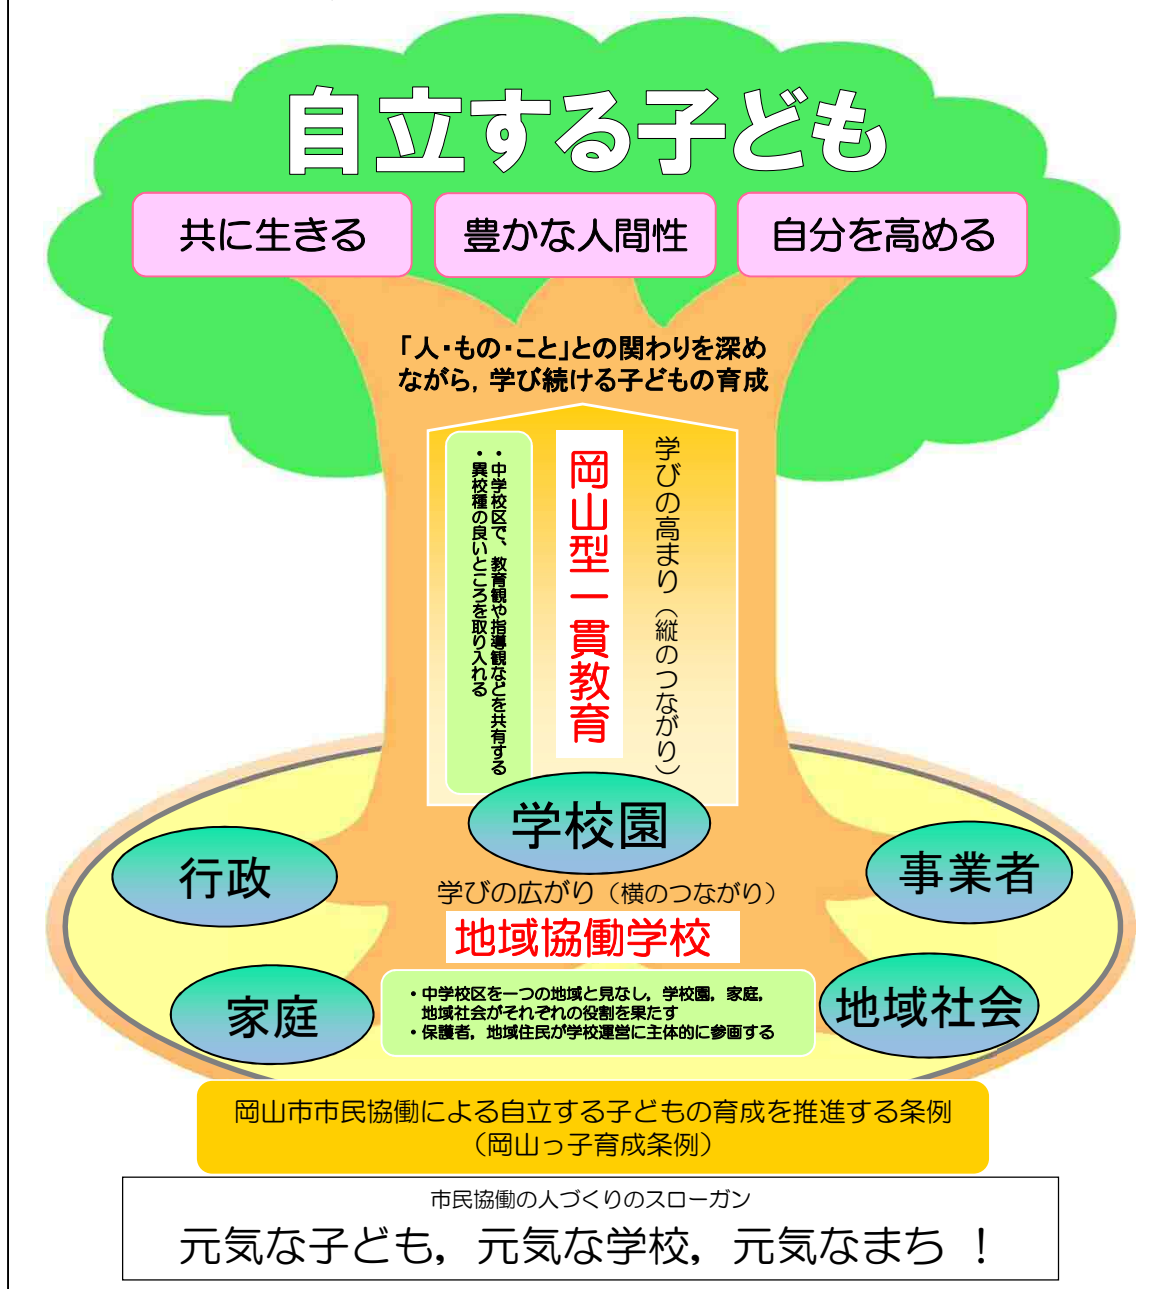 自立する子ども
共に生きる
豊かな人間性
自分を高める
「人・もの・こと」との関わりを深め
ながら，学び続ける子どもの育成
学びの高まり（縦のつながり）
岡山型一貫教育
・中学校区で、教育観や指導観などを共有する
・異校種の良いところを取り入れる
学校園
行政
事業者
学びの広がり（横のつながり）
地域協働学校
家庭
地域社会
・中学校区を一つの地域と見なし，学校園，家庭，
地域社会がそれぞれの役割を果たす
・保護者，地域住民が学校運営に主体的に参画する
岡山市市民協働による自立する子どもの育成を推進する条例
（岡山っ子育成条例）
市民協働の人づくりのスローガン
元気な子ども，元気な学校，元気なまち ！